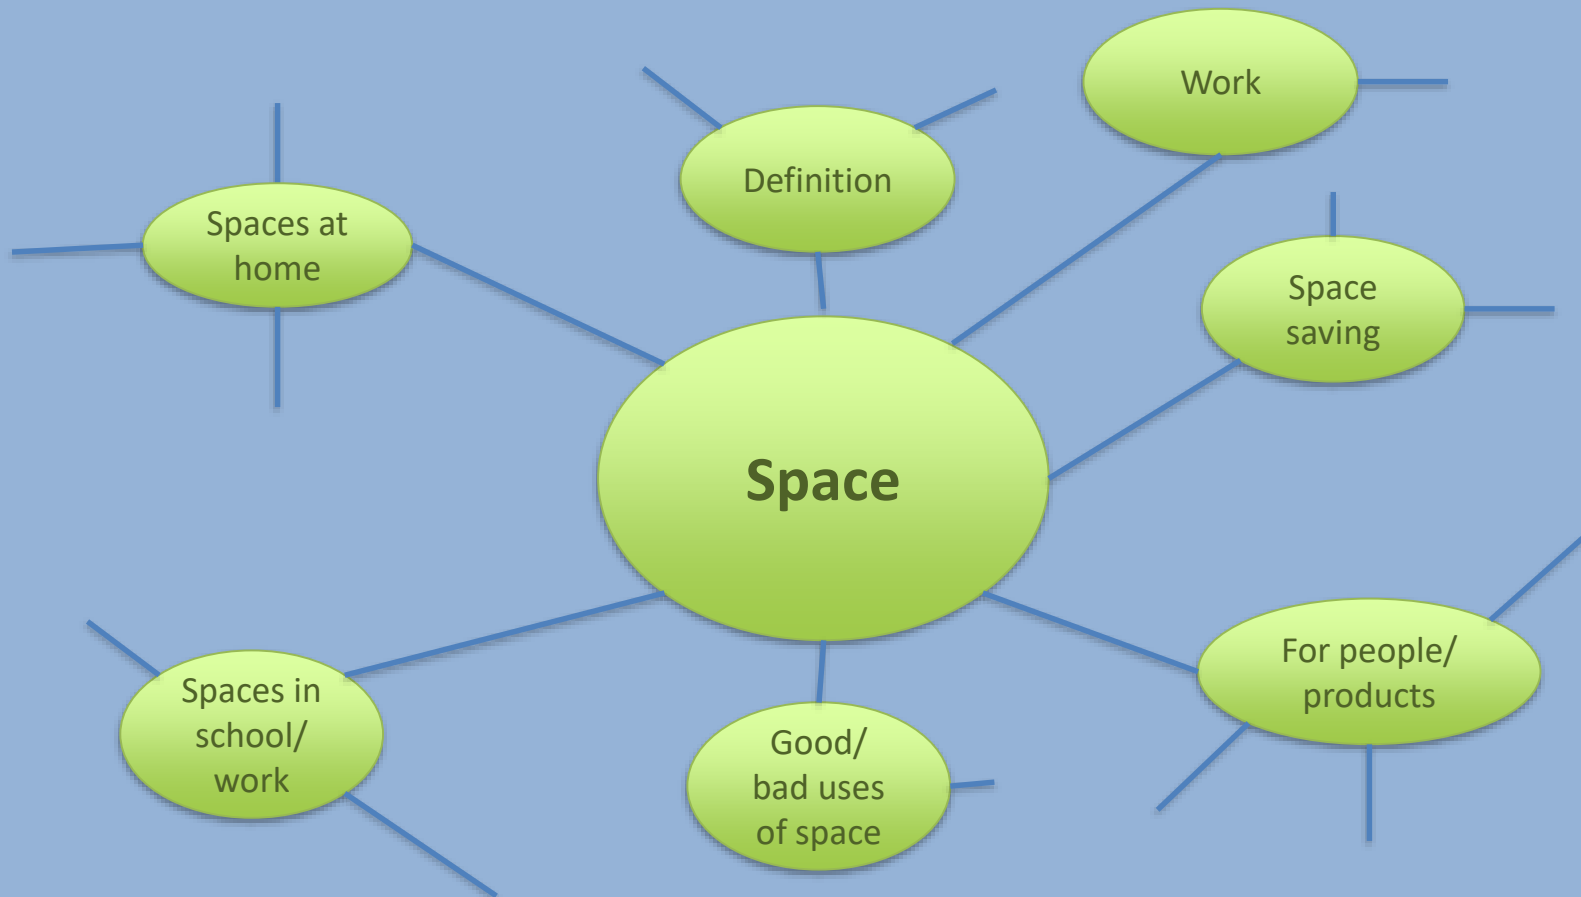 Work
Definition
Spaces at
home
Space
saving
Space
For people/
products
Spaces in
school/
work
Good/
bad uses
of space